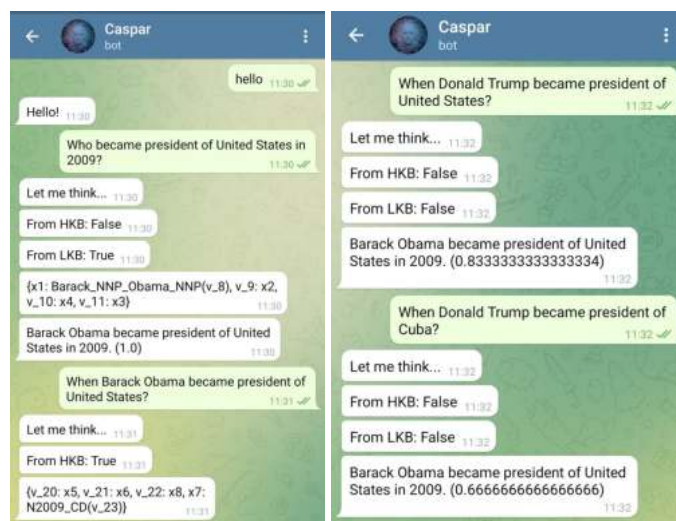 Caspar
bot
hello 11:30
Hello! 11:30
Who became president of United States in
2009?
11:30
Let me think... 11:30
From HKB: False 11:30
From LKB: True 11:30
{x1: Barack_NNP_Obama_NNP(v_8), v_9: x2,
v_10: x4, v_11: x3}
11:30
Barack Obama became president of United
States in 2009. (1.0)
11:30
When Barack Obama became president of
United States?
11:31
Let me think... 11:31
From HKB: True 11:31
{v_20: x5, v_21: x6, v_22: x8, x7:
N2009_CD(v_23)}
11:31
Caspar
bot
When Donald Trump became president of
United States?
11:32
Let me think... 11:32
From HKB: False 11:32
From LKB: False 11:32
Barack Obama became president of United
States in 2009. (0.8333333333333334)
11:32
When Donald Trump became president of
Cuba?
11:32
Let me think... 11:32
From HKB: False 11:32
From LKB: False 11:32
Barack Obama became president of United
States in 2009. (0.6666666666666666)
11:32